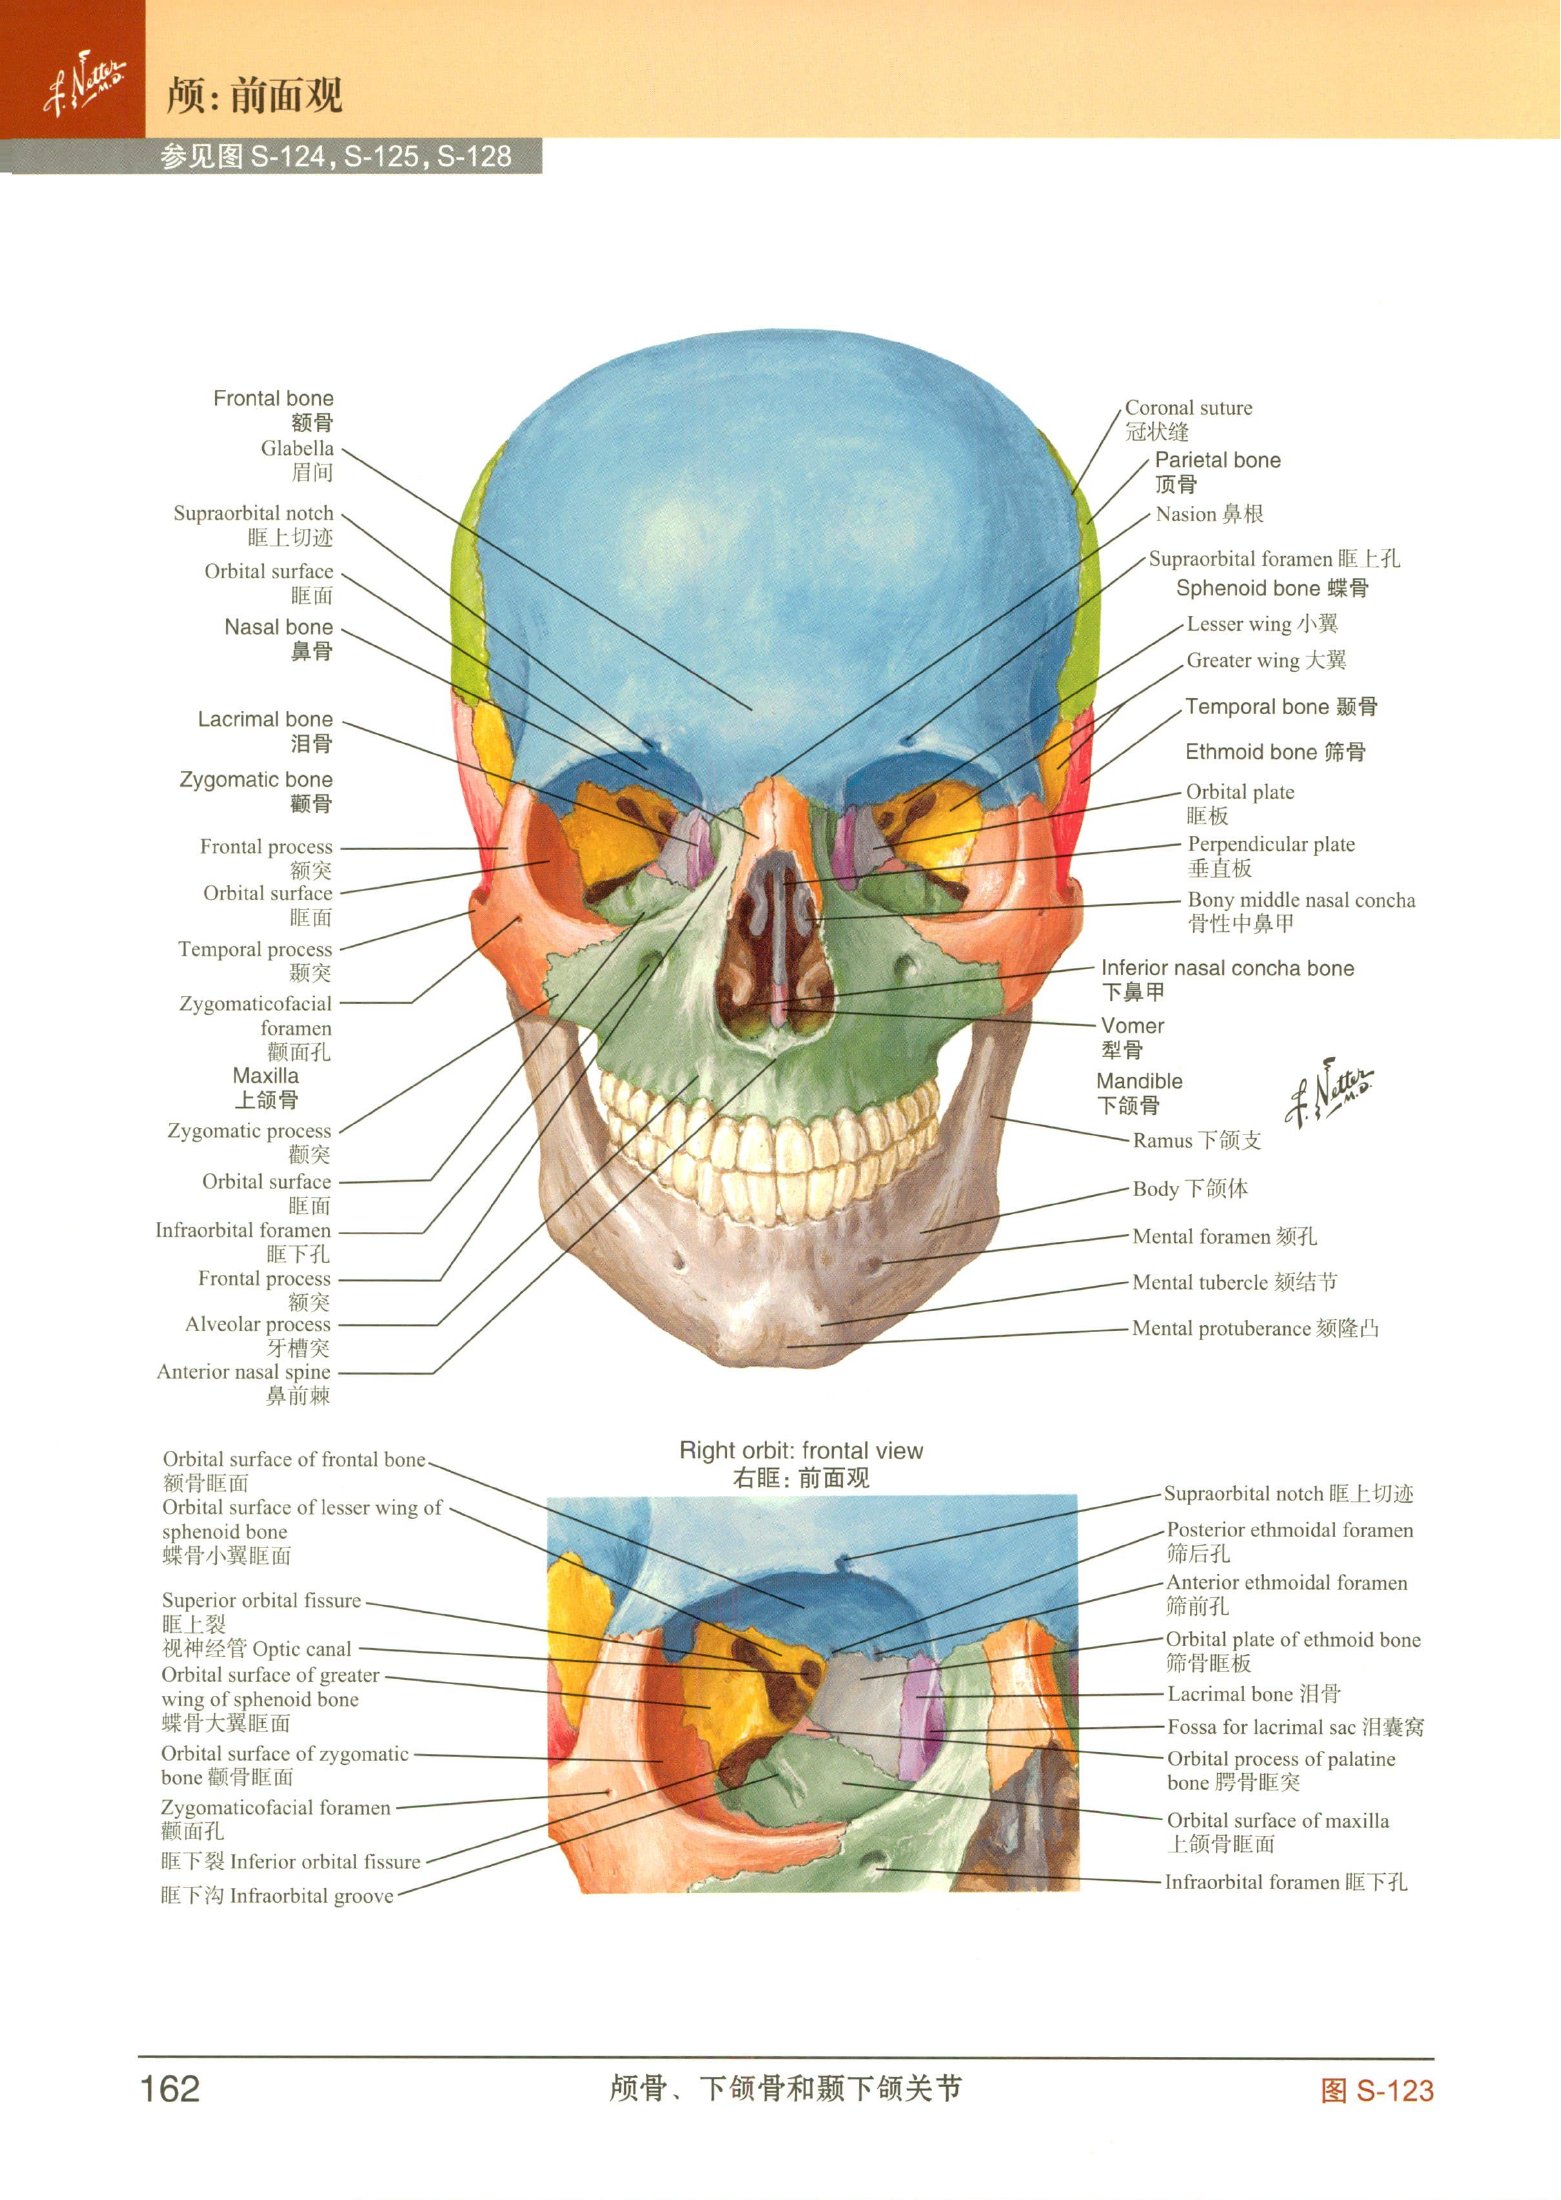 F. Netter M.D.
颅：前面观
参见图 S-124, S-125, S-128
Frontal bone
额骨
Glabella
眉间
Supraorbital notch
眶上切迹
Orbital surface
眶面
Nasal bone
鼻骨
Lacrimal bone
泪骨
Zygomatic bone
颧骨
Frontal process
额突
Orbital surface
眶面
Temporal process
颞突
Zygomaticofacial
foramen
颧面孔
Maxilla
上颌骨
Zygomatic process
颧突
Orbital surface
眶面
Infraorbital foramen
眶下孔
Frontal process
额突
Alveolar process
牙槽突
Anterior nasal spine
鼻前棘
Coronal suture
冠状缝
Parietal bone
顶骨
Nasion 鼻根
Supraorbital foramen 眶上孔
Sphenoid bone 蝶骨
Lesser wing 小翼
Greater wing 大翼
Temporal bone 颞骨
Ethmoid bone 筛骨
Orbital plate
眶板
Perpendicular plate
垂直板
Bony middle nasal concha
骨性中鼻甲
Inferior nasal concha bone
下鼻甲
Vomer
犁骨
Mandible
下颌骨
F. Netter M.D.
Ramus 下颌支
Body 下颌体
Mental foramen 颏孔
Mental tubercle 颏结节
Mental protuberance 颏隆凸
Right orbit: frontal view
右眶：前面观
Orbital surface of frontal bone
额骨眶面
Orbital surface of lesser wing of
sphenoid bone
蝶骨小翼眶面
Superior orbital fissure
眶上裂
视神经管 Optic canal
Orbital surface of greater
wing of sphenoid bone
蝶骨大翼眶面
Orbital surface of zygomatic
bone 颧骨眶面
Zygomaticofacial foramen
颧面孔
眶下裂 Inferior orbital fissure
眶下沟 Infraorbital groove
Supraorbital notch 眶上切迹
Posterior ethmoidal foramen
筛后孔
Anterior ethmoidal foramen
筛前孔
Orbital plate of ethmoid bone
筛骨眶板
Lacrimal bone 泪骨
Fossa for lacrimal sac 泪囊窝
Orbital process of palatine
bone 腭骨眶突
Orbital surface of maxilla
上颌骨眶面
Infraorbital foramen 眶下孔
162
颅骨、下颌骨和颞下颌关节
图 S-123